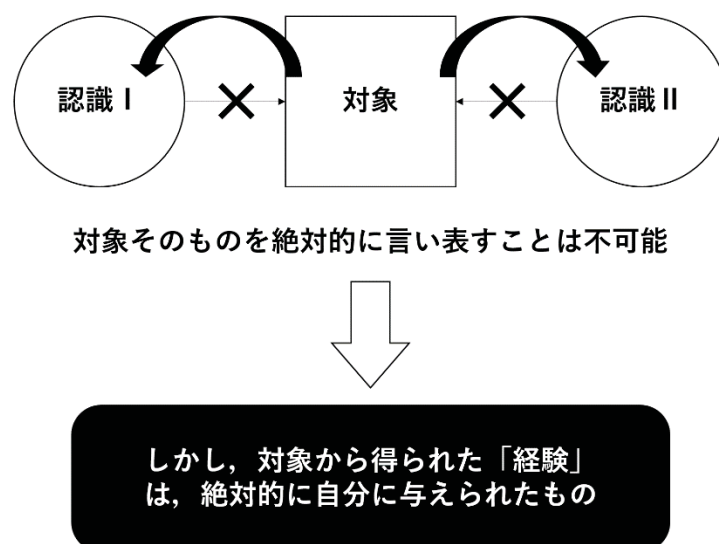 認識Ⅰ
対象
認識Ⅱ
対象そのものを絶対的に言い表すことは不可能
しかし，対象から得られた「経験」
は，絶対的に自分に与えられたもの